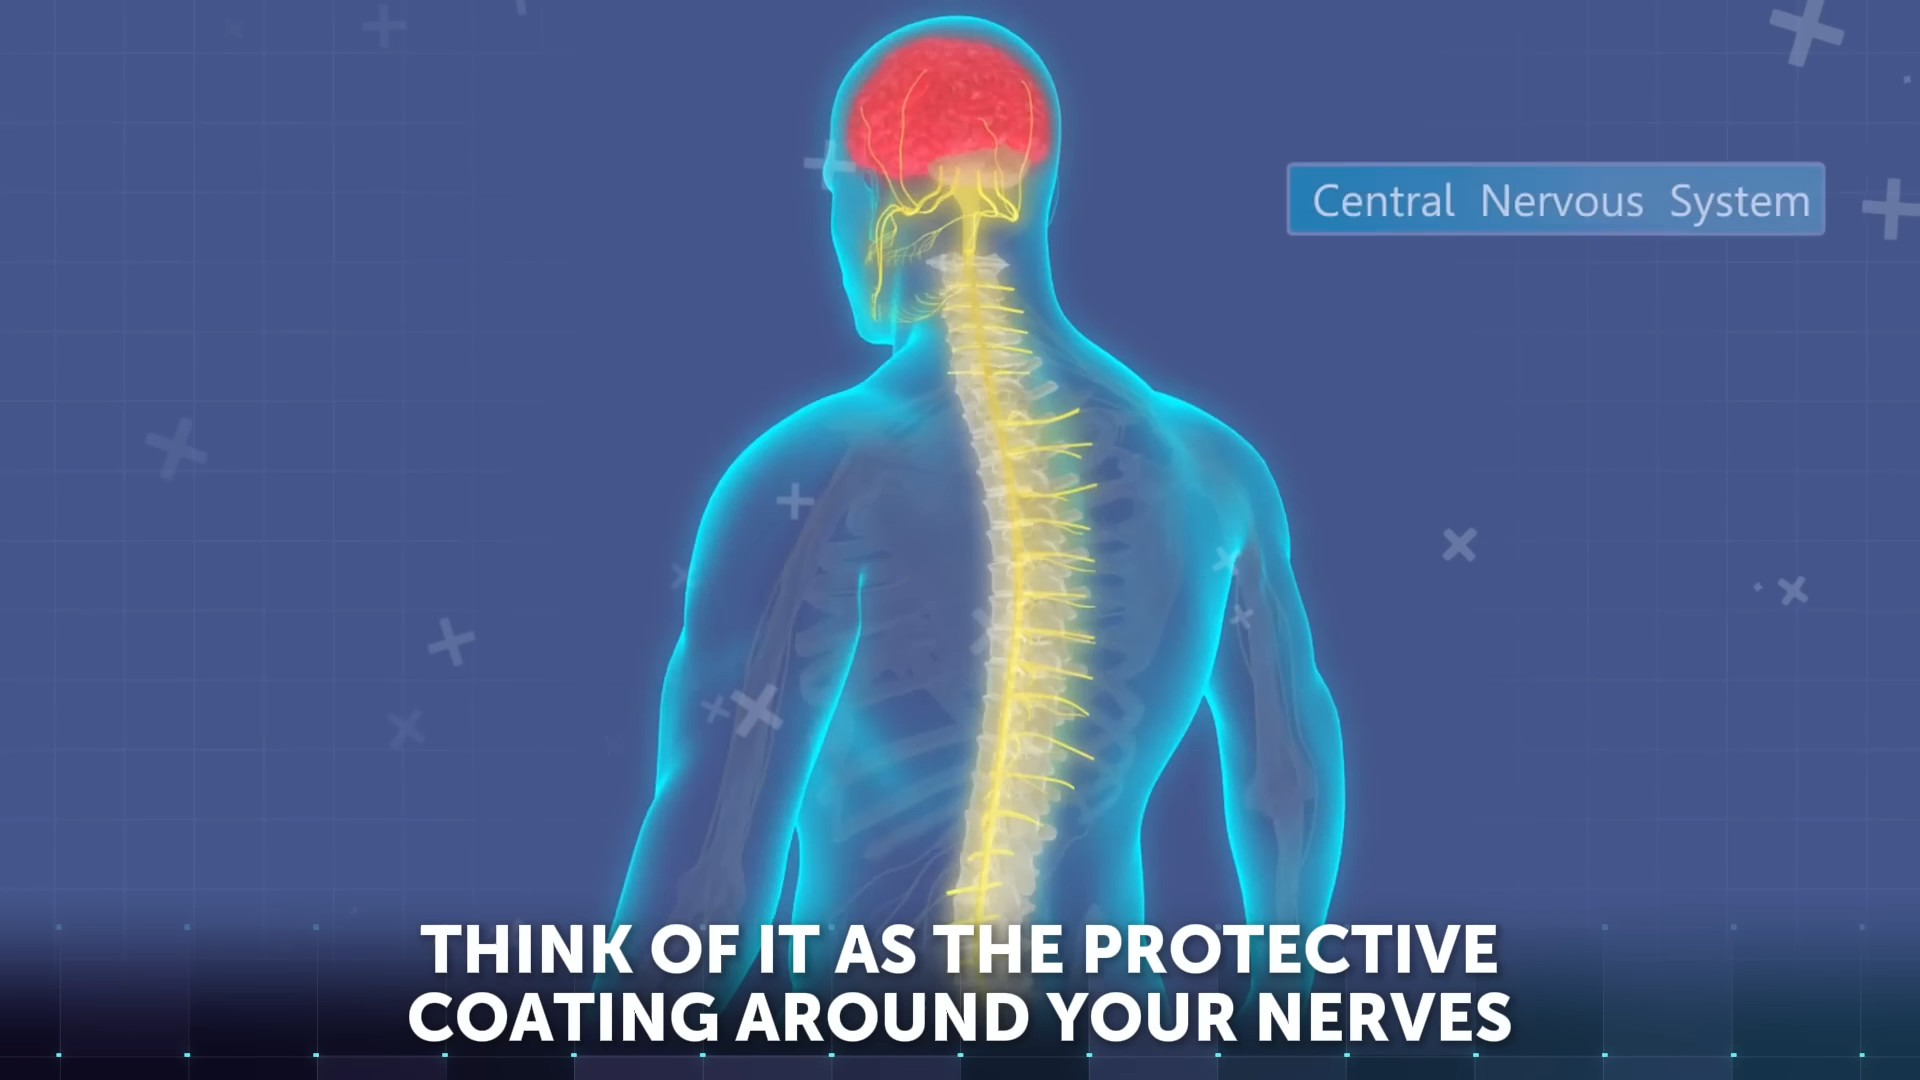 Central Nervous System
THINK OF IT AS THE PROTECTIVE
COATING AROUND YOUR NERVES